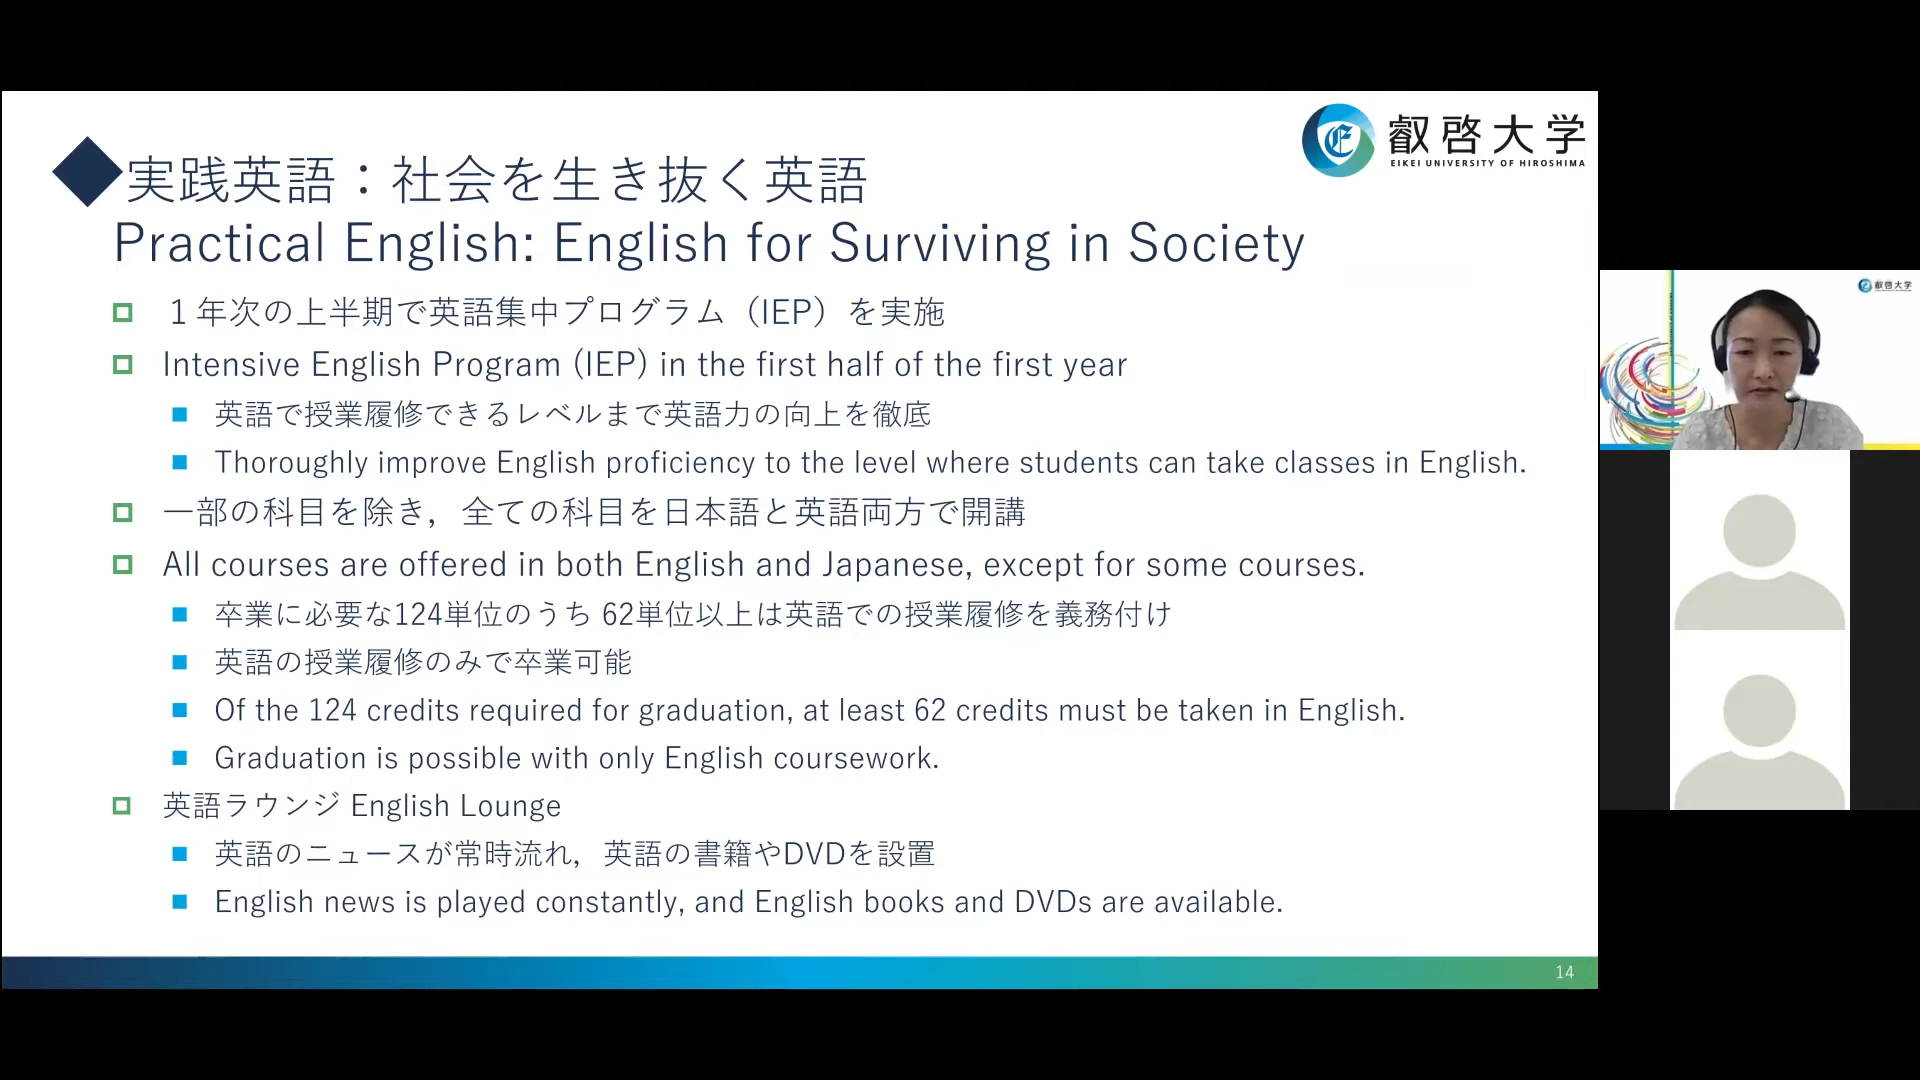 叡啓大学
EIKEI UNIVERSITY OF HIROSHIMA
実践英語：社会を生き抜く英語
Practical English: English for Surviving in Society
１年次の上半期で英語集中プログラム（IEP）を実施
Intensive English Program (IEP) in the first half of the first year
英語で授業履修できるレベルまで英語力の向上を徹底
Thoroughly improve English proficiency to the level where students can take classes in English.
一部の科目を除き，全ての科目を日本語と英語両方で開講
All courses are offered in both English and Japanese, except for some courses.
卒業に必要な124単位のうち 62単位以上は英語での授業履修を義務付け
英語の授業履修のみで卒業可能
Of the 124 credits required for graduation, at least 62 credits must be taken in English.
Graduation is possible with only English coursework.
英語ラウンジ English Lounge
英語のニュースが常時流れ，英語の書籍やDVDを設置
English news is played constantly, and English books and DVDs are available.
14
叡啓大学